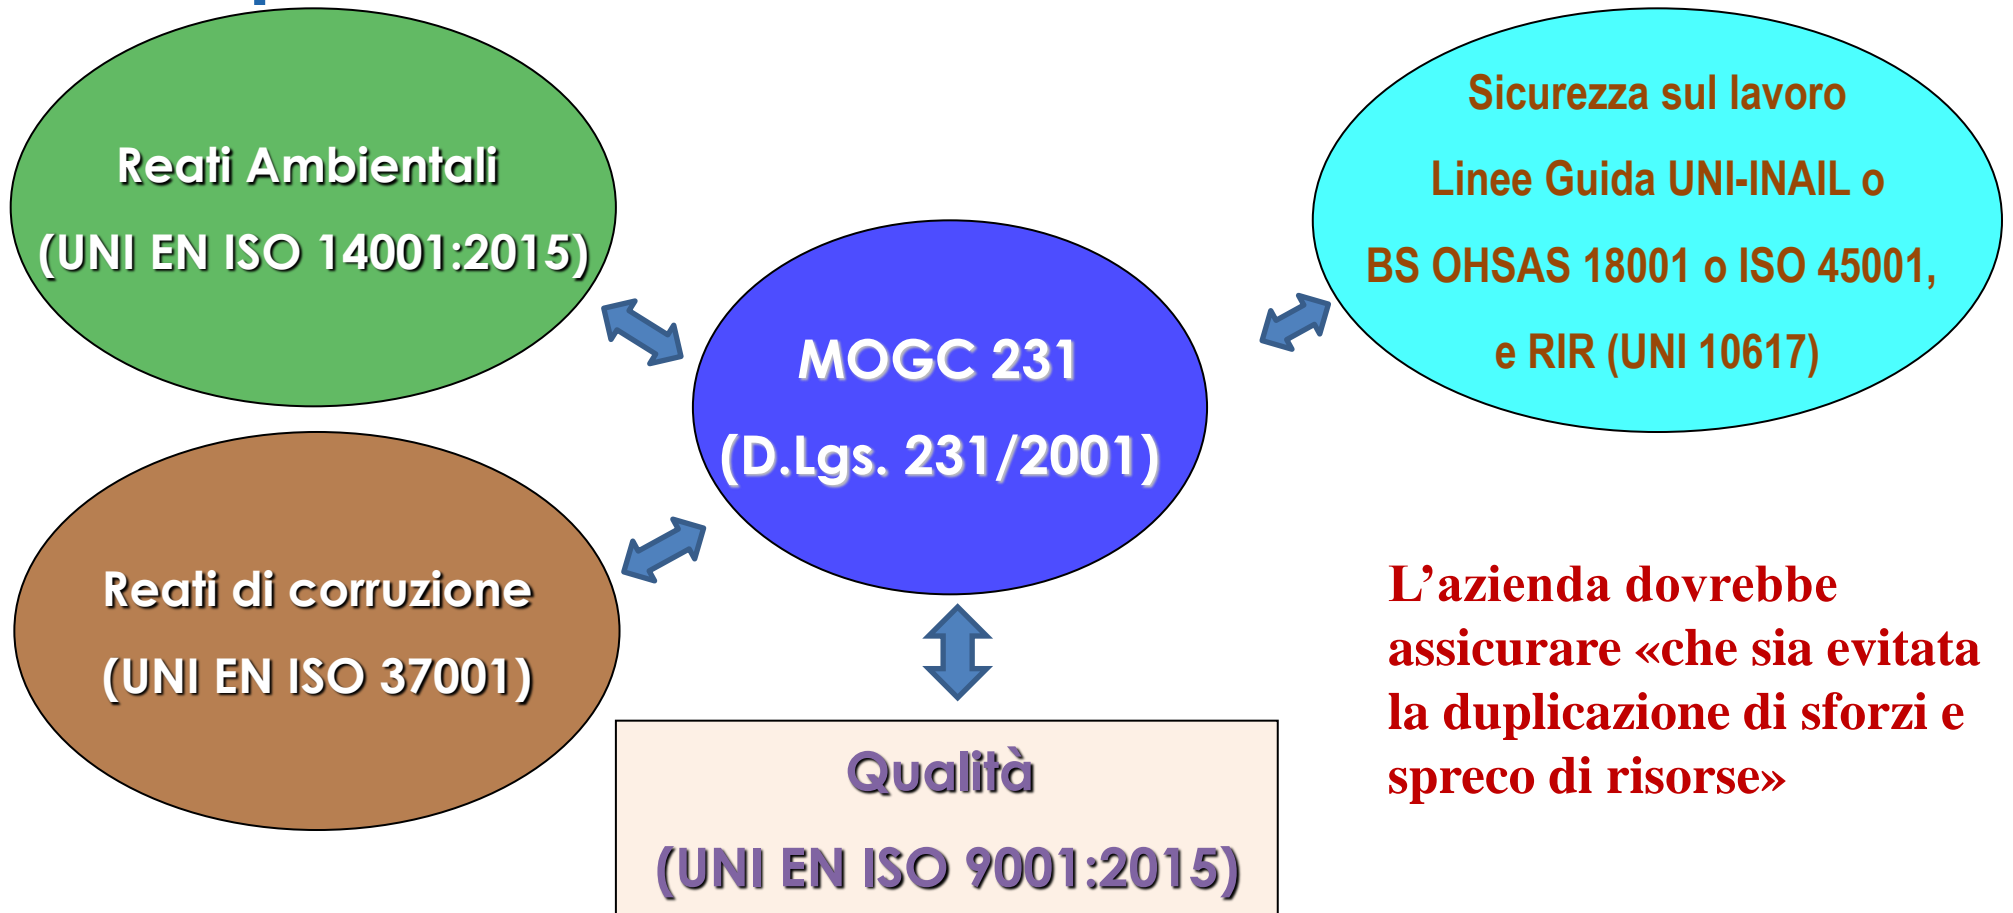 Reati Ambientali
(UNI EN ISO 14001:2015)
Sicurezza sul lavoro
Linee Guida UNI-INAIL o
BS OHSAS 18001 o ISO 45001,
e RIR (UNI 10617)
MOGC 231
(D.Lgs. 231/2001)
Reati di corruzione
(UNI EN ISO 37001)
L’azienda dovrebbe
assicurare «che sia evitata
la duplicazione di sforzi e
spreco di risorse»
Qualità
(UNI EN ISO 9001:2015)